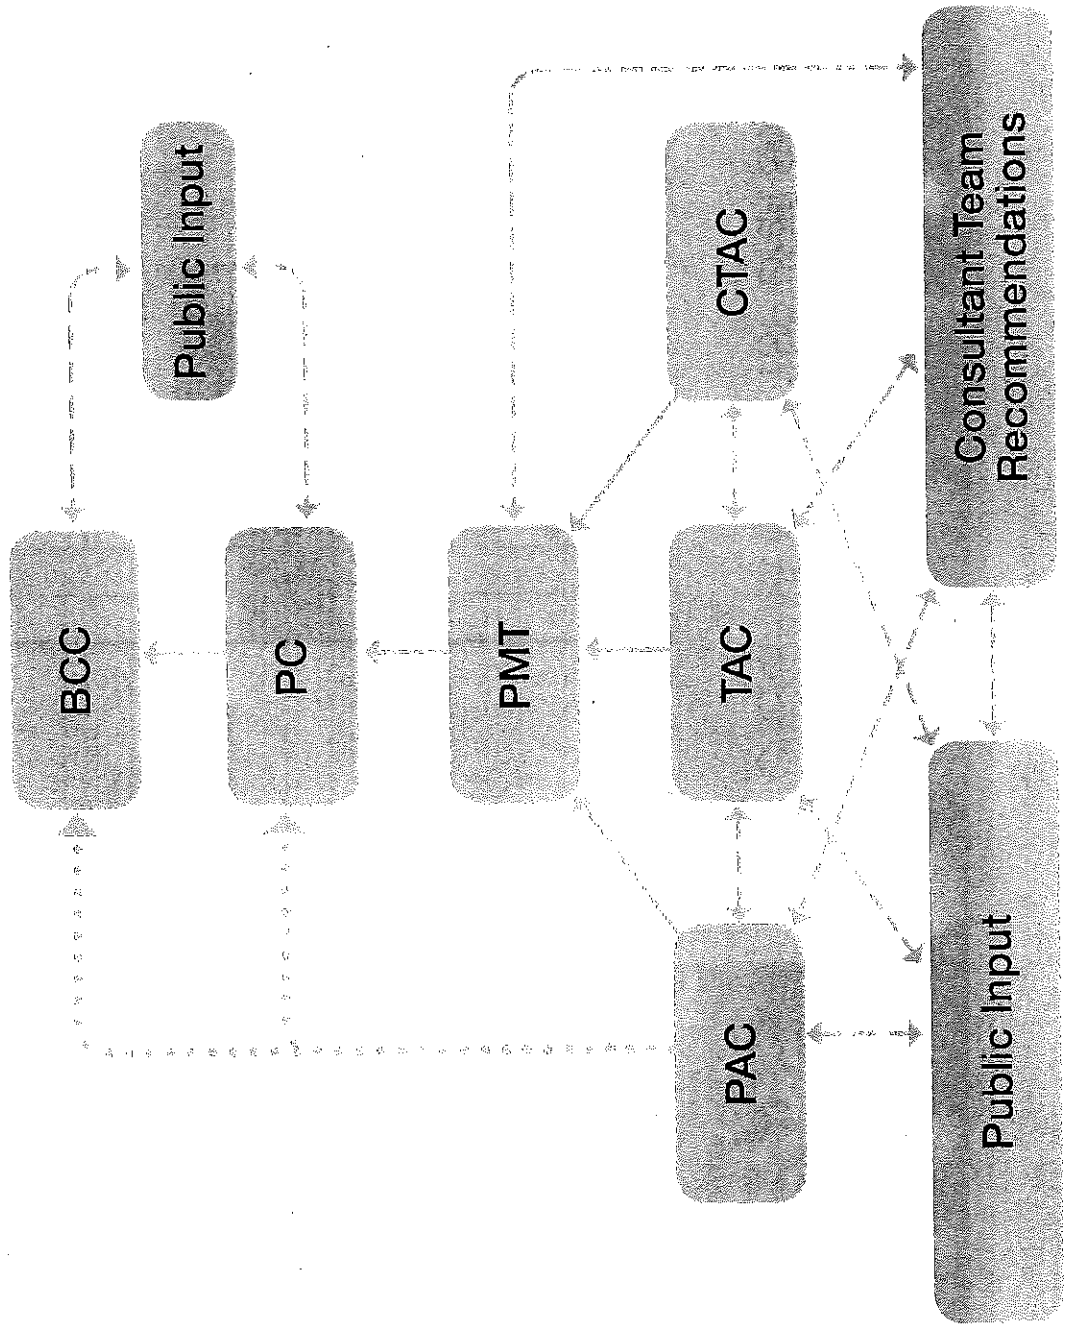 BCC
Public Input
PC
PMT
PAC
TAC
CTAC
Public Input
Consultant Team
Recommendations